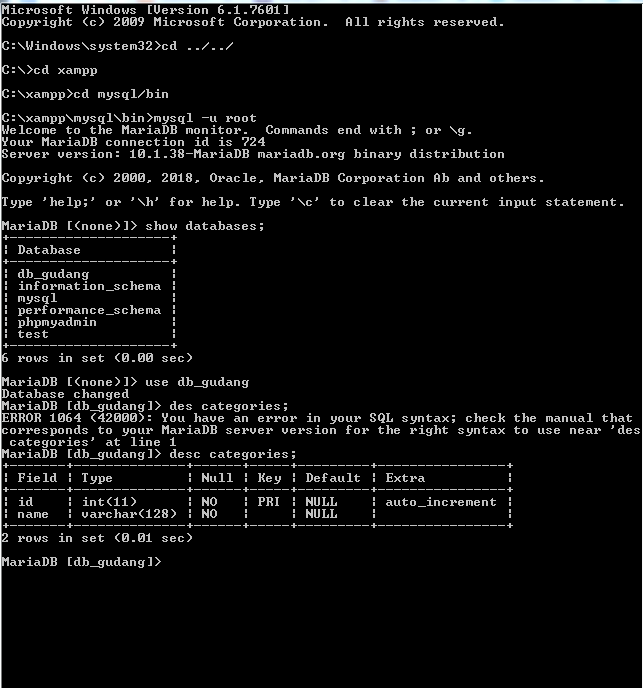 Microsoft Windows [Version 6.1.7601]
Copyright (c) 2009 Microsoft Corporation.  All rights reserved.
C:\Windows\system32>cd ../../
C:\>cd xampp
C:\xampp>cd mysql/bin
C:\xampp\mysql\bin>mysql -u root
Welcome to the MariaDB monitor.  Commands end with ; or \g.
Your MariaDB connection id is 724
Server version: 10.1.38-MariaDB mariadb.org binary distribution
Copyright (c) 2000, 2018, Oracle, MariaDB Corporation Ab and others.
Type 'help;' or '\h' for help. Type '\c' to clear the current input statement.
MariaDB [(none)]> show databases;
+--------------------+
| Database           |
+--------------------+
| db_gudang          |
| information_schema |
| mysql              |
| performance_schema |
| phpmyadmin         |
| test               |
+--------------------+
6 rows in set (0.00 sec)
MariaDB [(none)]> use db_gudang
Database changed
MariaDB [db_gudang]> des categories;
ERROR 1064 (42000): You have an error in your SQL syntax; check the manual that
corresponds to your MariaDB server version for the right syntax to use near 'des
categories' at line 1
MariaDB [db_gudang]> desc categories;
+-------+--------------+------+-----+---------+----------------+
| Field | Type         | Null | Key | Default | Extra          |
+-------+--------------+------+-----+---------+----------------+
| id    | int(11)      | NO   | PRI | NULL    | auto_increment |
| name  | varchar(128) | NO   |     | NULL    |                |
+-------+--------------+------+-----+---------+----------------+
2 rows in set (0.01 sec)
MariaDB [db_gudang]>